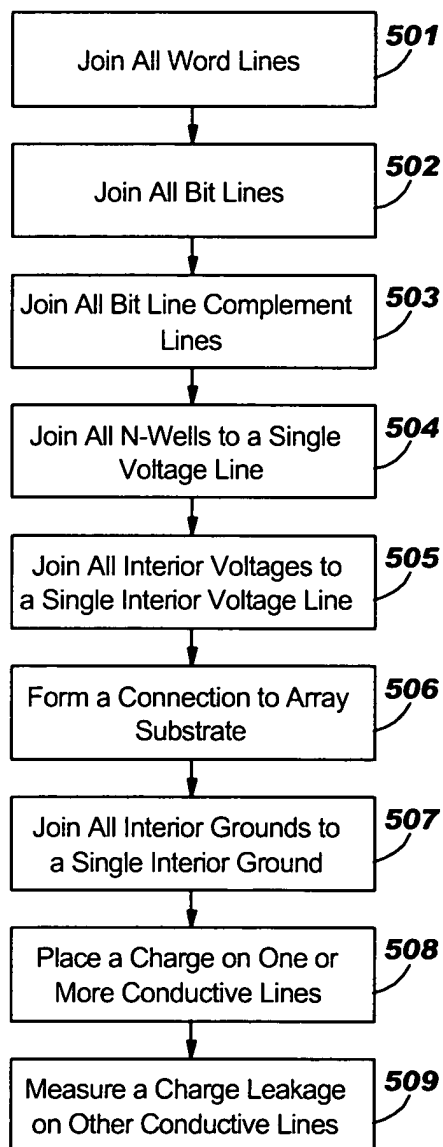 501
Join All Word Lines
502
Join All Bit Lines
503
Join All Bit Line Complement
Lines
504
Join All N-Wells to a Single
Voltage Line
505
Join All Interior Voltages to
a Single Interior Voltage Line
506
Form a Connection to Array
Substrate
507
Join All Interior Grounds to
a Single Interior Ground
508
Place a Charge on One or
More Conductive Lines
509
Measure a Charge Leakage
on Other Conductive Lines